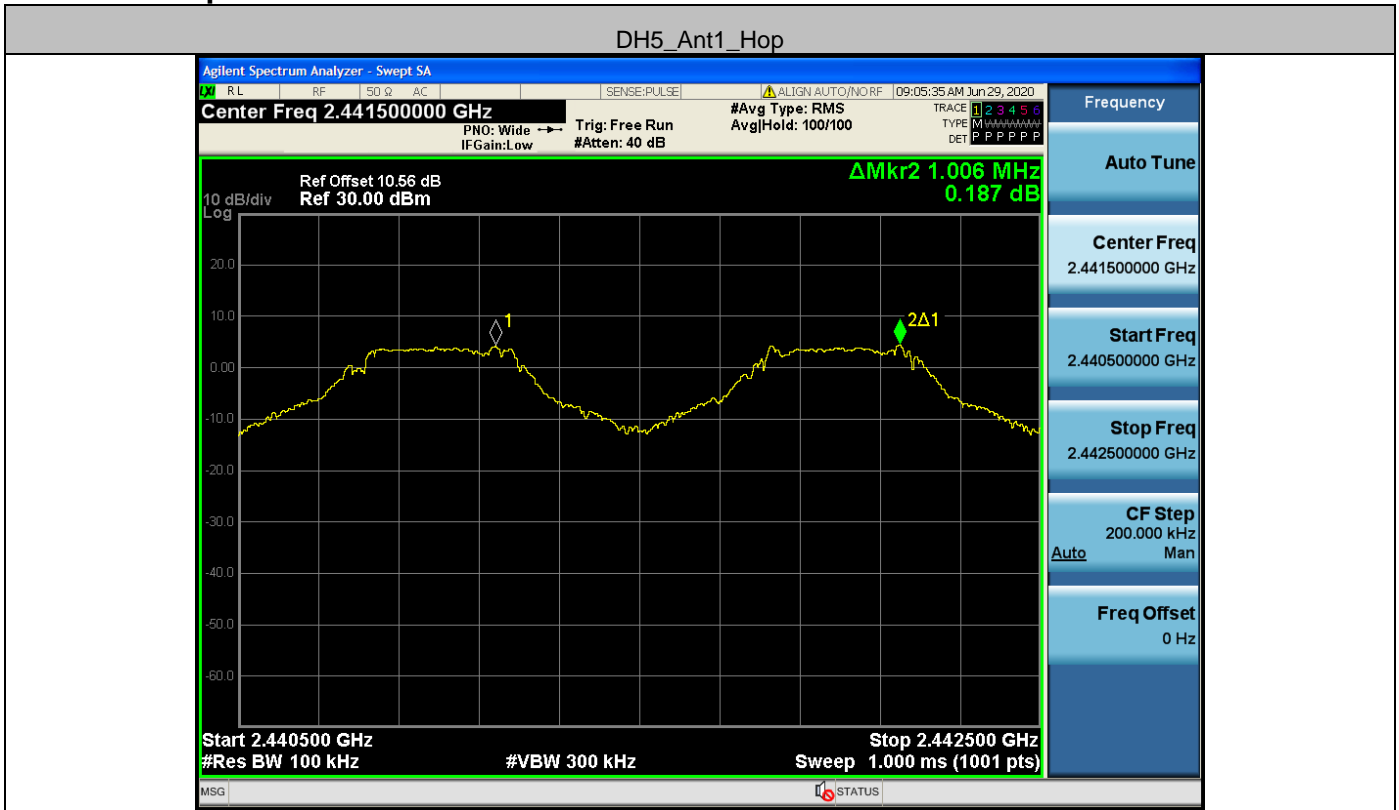 DH5_Ant1_Hop
Agilent Spectrum Analyzer - Swept SA
LXI RL RF 50 Ω AC SENSE:PULSE ALIGN AUTO/NO RF 09:05:35 AM Jun 29, 2020
Center Freq 2.441500000 GHz
PNO: Wide
IFGain:Low
Trig: Free Run
#Atten: 40 dB
#Avg Type: RMS
Avg|Hold: 100/100
TRACE 1 2 3 4 5 6
TYPE M WWWWW
DET P P P P P P
Frequency
ΔMkr2 1.006 MHz
0.187 dB
Ref Offset 10.56 dB
10 dB/div Ref 30.00 dBm
Log
20.0
10.0
0.00
-10.0
-20.0
-30.0
-40.0
-50.0
-60.0
1
2Δ1
Start 2.440500 GHz
Stop 2.442500 GHz
#Res BW 100 kHz
#VBW 300 kHz
Sweep 1.000 ms (1001 pts)
MSG
STATUS
Auto Tune
Center Freq
2.441500000 GHz
Start Freq
2.440500000 GHz
Stop Freq
2.442500000 GHz
CF Step
200.000 kHz
Auto Man
Freq Offset
0 Hz